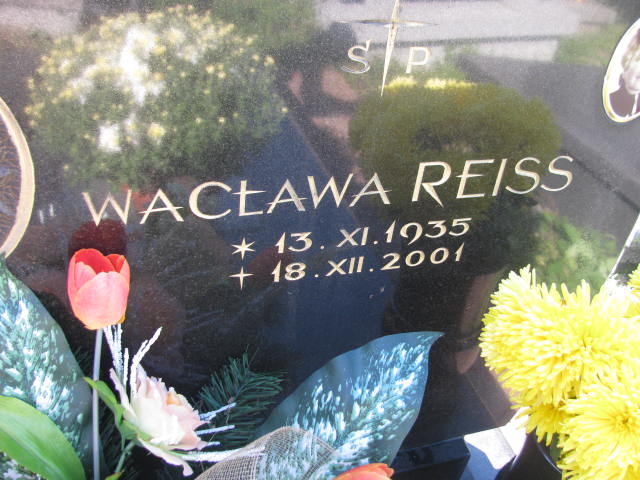 Ś P
WACŁAWA REISS
* 13. XI. 1935
+ 18. XII. 2001